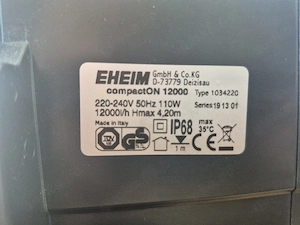 EHEIM GmbH & Co.KG
D-73779 Deizisau
compactON 12000 Type 1034220
220-240V 50Hz 110W Series 19 13 01
12000l/h Hmax 4,20m
Made in Italy
IP68 max
35°C
1 m